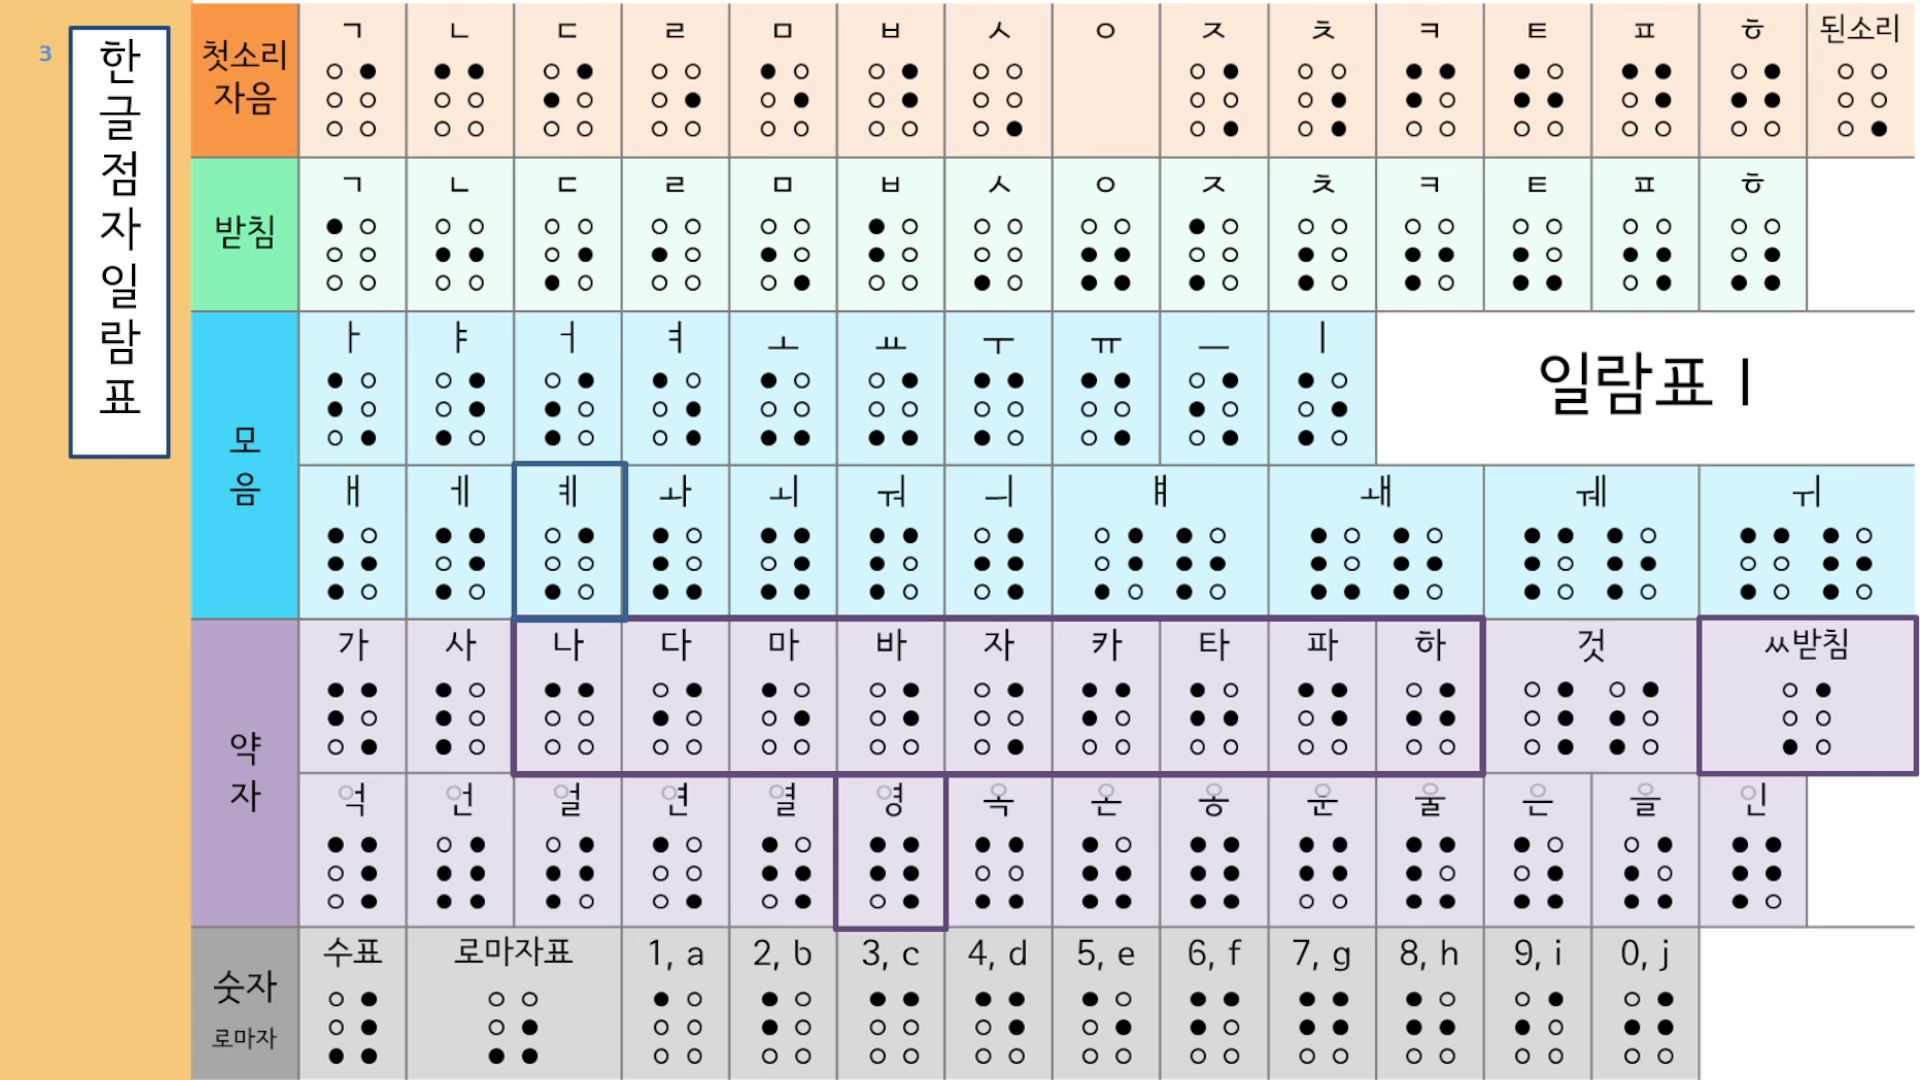 3
한글점자일람표
첫소리 자음
ㄱ ㄴ ㄷ ㄹ ㅁ ㅂ ㅅ ㅇ ㅈ ㅊ ㅋ ㅌ ㅍ ㅎ 된소리
받침
ㄱ ㄴ ㄷ ㄹ ㅁ ㅂ ㅅ ㅇ ㅈ ㅊ ㅋ ㅌ ㅍ ㅎ
모음
ㅏ ㅑ ㅓ ㅕ ㅗ ㅛ ㅜ ㅠ ㅡ ㅣ
일람표 I
ㅐ ㅔ ㅖ ㅘ ㅚ ㅝ ㅢ ㅒ ㅙ ㅞ ㅟ
약자
가 사 나 다 마 바 자 카 타 파 하 것 ㅆ받침
억 언 얼 연 열 영 옥 온 옹 운 울 은 을 인
숫자
로마자
수표 로마자표 1, a 2, b 3, c 4, d 5, e 6, f 7, g 8, h 9, i 0, j